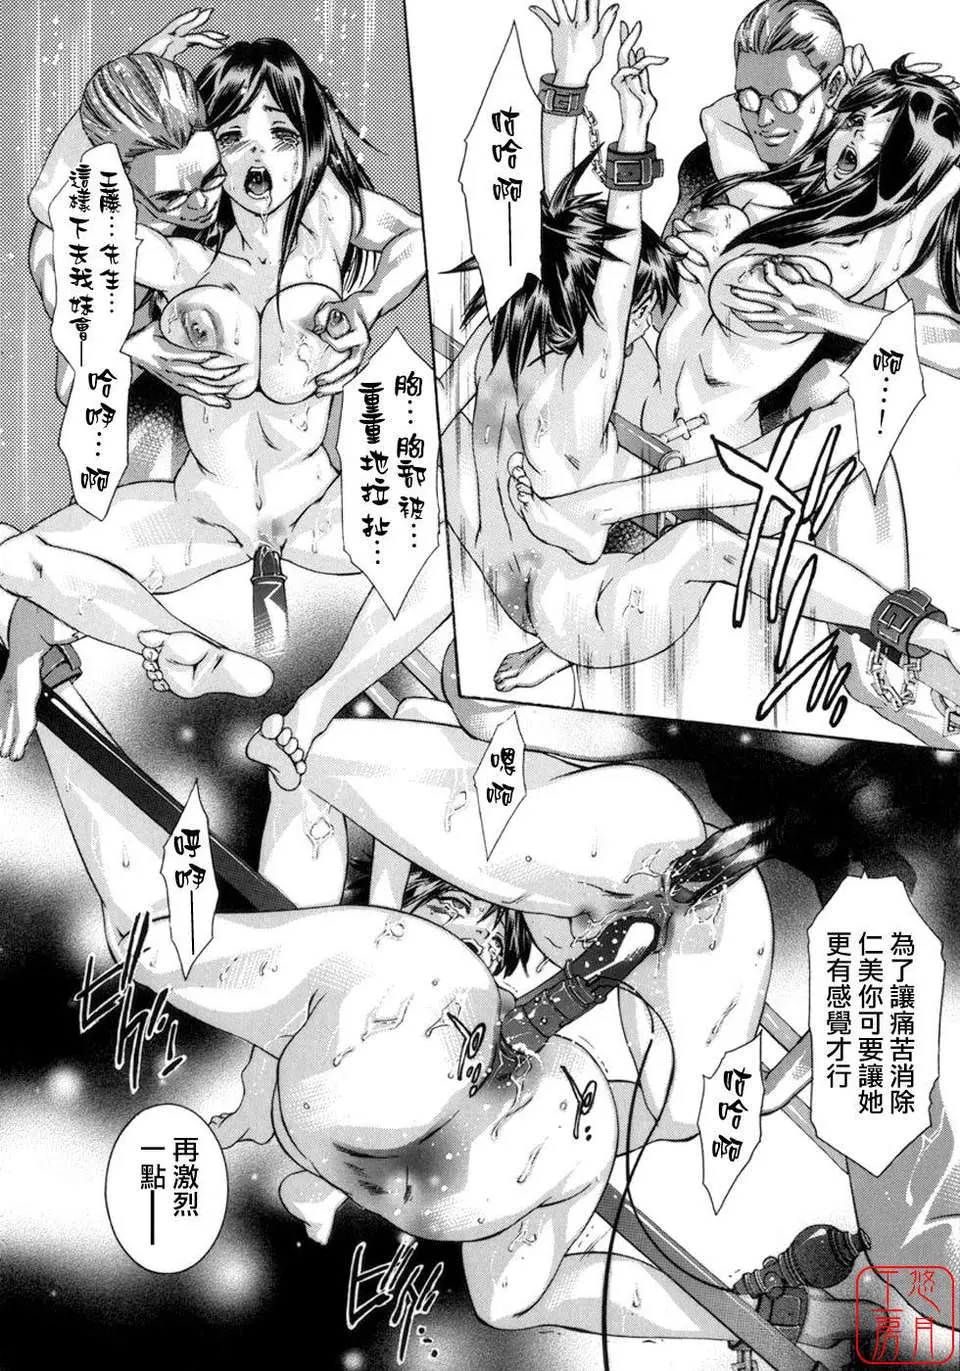 啊…!
咕哈啊──
胸…胸部被…
重重地拉扯…
工藤…先生…
這樣下去我妹會──
哈咿…啊
嗯啊
呼咿──
為了讓痛苦消除
仁美你可要讓她
更有感覺才行
咕哈啊
再激烈
一點──
悠月工房